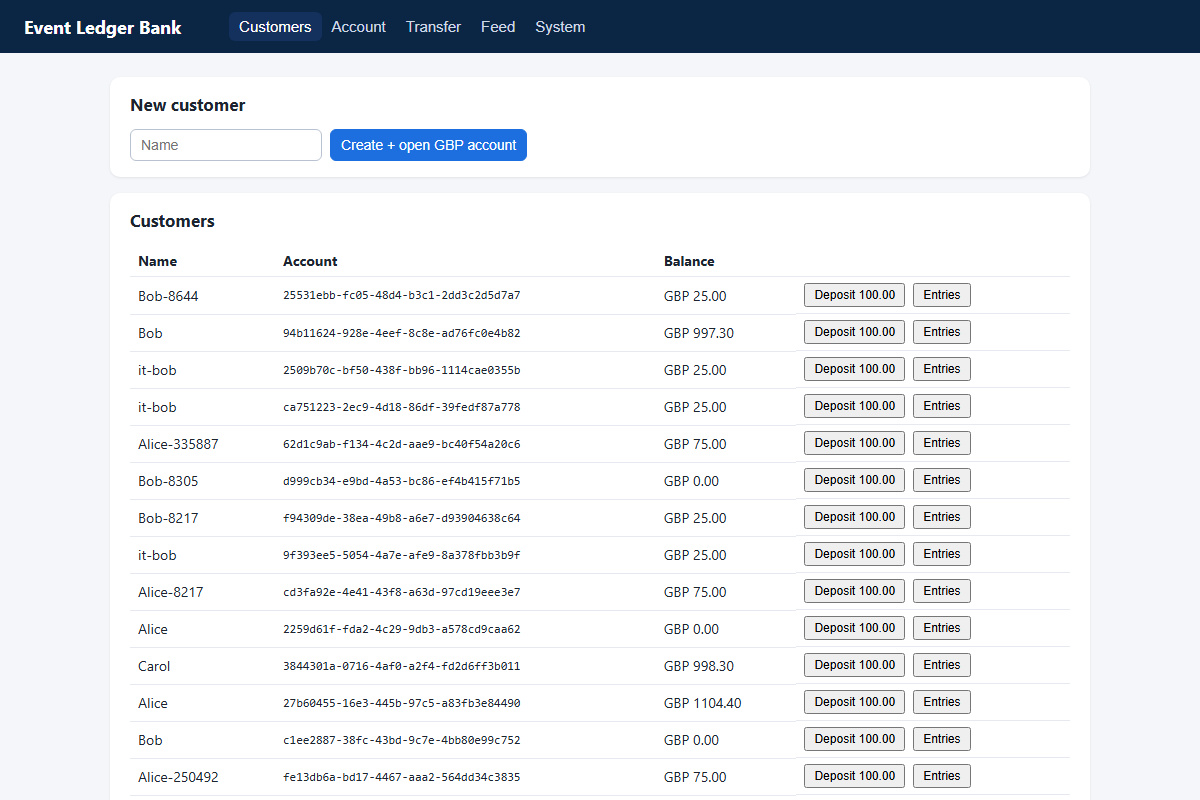 Event Ledger Bank Customers Account Transfer Feed System
New customer
Name Create + open GBP account
Customers
Name Account Balance
Bob-8644 25531ebb-fc05-48d4-b3c1-2dd3c2d5d7a7 GBP 25.00 Deposit 100.00 Entries
Bob 94b11624-928e-4eef-8c8e-ad76fc0e4b82 GBP 997.30 Deposit 100.00 Entries
it-bob 2509b70c-bf50-438f-bb96-1114cae0355b GBP 25.00 Deposit 100.00 Entries
it-bob ca751223-2ec9-4d18-86df-39fedf87a778 GBP 25.00 Deposit 100.00 Entries
Alice-335887 62d1c9ab-f134-4c2d-aae9-bc40f54a20c6 GBP 75.00 Deposit 100.00 Entries
Bob-8305 d999cb34-e9bd-4a53-bc86-ef4b415f71b5 GBP 0.00 Deposit 100.00 Entries
Bob-8217 f94309de-38ea-49b8-a6e7-d93904638c64 GBP 25.00 Deposit 100.00 Entries
it-bob 9f393ee5-5054-4a7e-afe9-8a378fbb3b9f GBP 25.00 Deposit 100.00 Entries
Alice-8217 cd3fa92e-4e41-43f8-a63d-97cd19eee3e7 GBP 75.00 Deposit 100.00 Entries
Alice 2259d61f-fda2-4c29-9db3-a578cd9caa62 GBP 0.00 Deposit 100.00 Entries
Carol 3844301a-0716-4af0-a2f4-fd2d6ff3b011 GBP 998.30 Deposit 100.00 Entries
Alice 27b60455-16e3-445b-97c5-a83fb3e84490 GBP 1104.40 Deposit 100.00 Entries
Bob c1ee2887-38fc-43bd-9c7e-4bb80e99c752 GBP 0.00 Deposit 100.00 Entries
Alice-250492 fe13db6a-bd17-4467-aaa2-564dd34c3835 GBP 75.00 Deposit 100.00 Entries